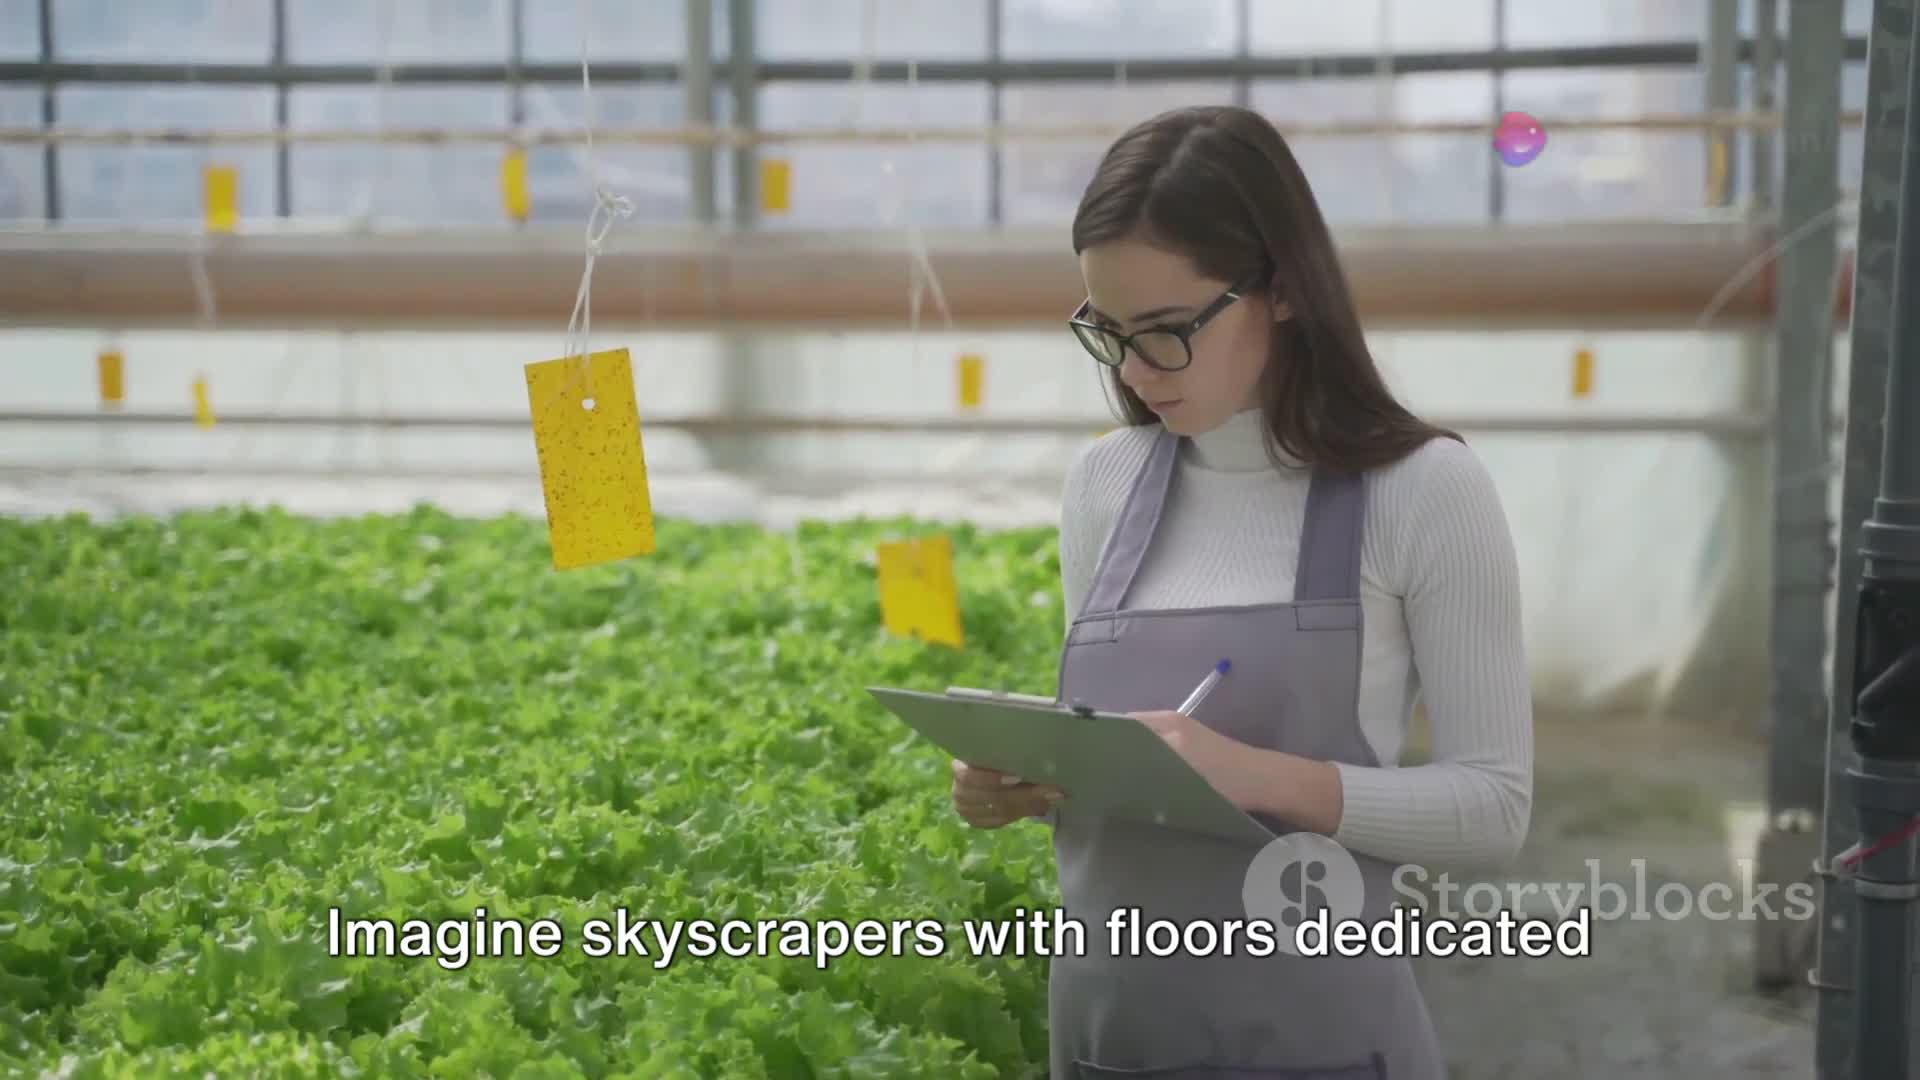 Storyblocks
Imagine skyscrapers with floors dedicated